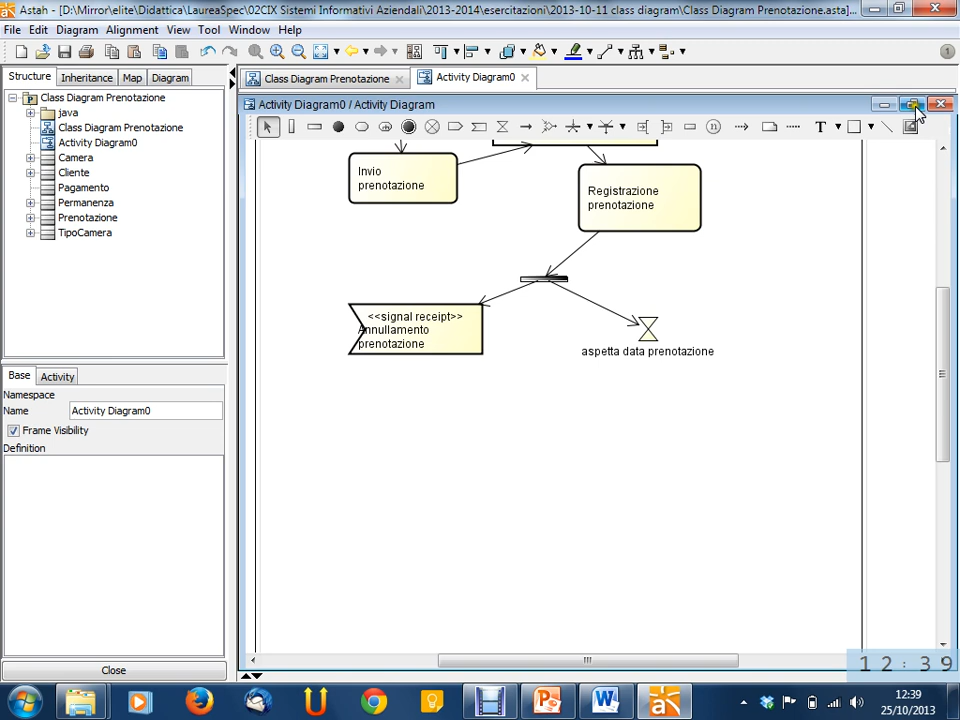 Astah - [D:\Mirror\elite\Didattica\LaureaSpec\02CIX Sistemi Informativi Aziendali\2013-2014\esercitazioni\2013-10-11 class diagram\Class Diagram Prenotazione.asta]...
File Edit Diagram Alignment View Tool Window Help
1
Structure Inheritance Map Diagram
Class Diagram Prenotazione
Activity Diagram0
Class Diagram Prenotazione
java
Class Diagram Prenotazione
Activity Diagram0
Camera
Cliente
Pagamento
Permanenza
Prenotazione
TipoCamera
Activity Diagram0 / Activity Diagram
T
Invio
prenotazione
Registrazione
prenotazione
<<signal receipt>>
Annullamento
prenotazione
aspetta data prenotazione
Base Activity
Namespace
Name Activity Diagram0
Frame Visibility
Definition
Close
12:39
12:39
25/10/2013